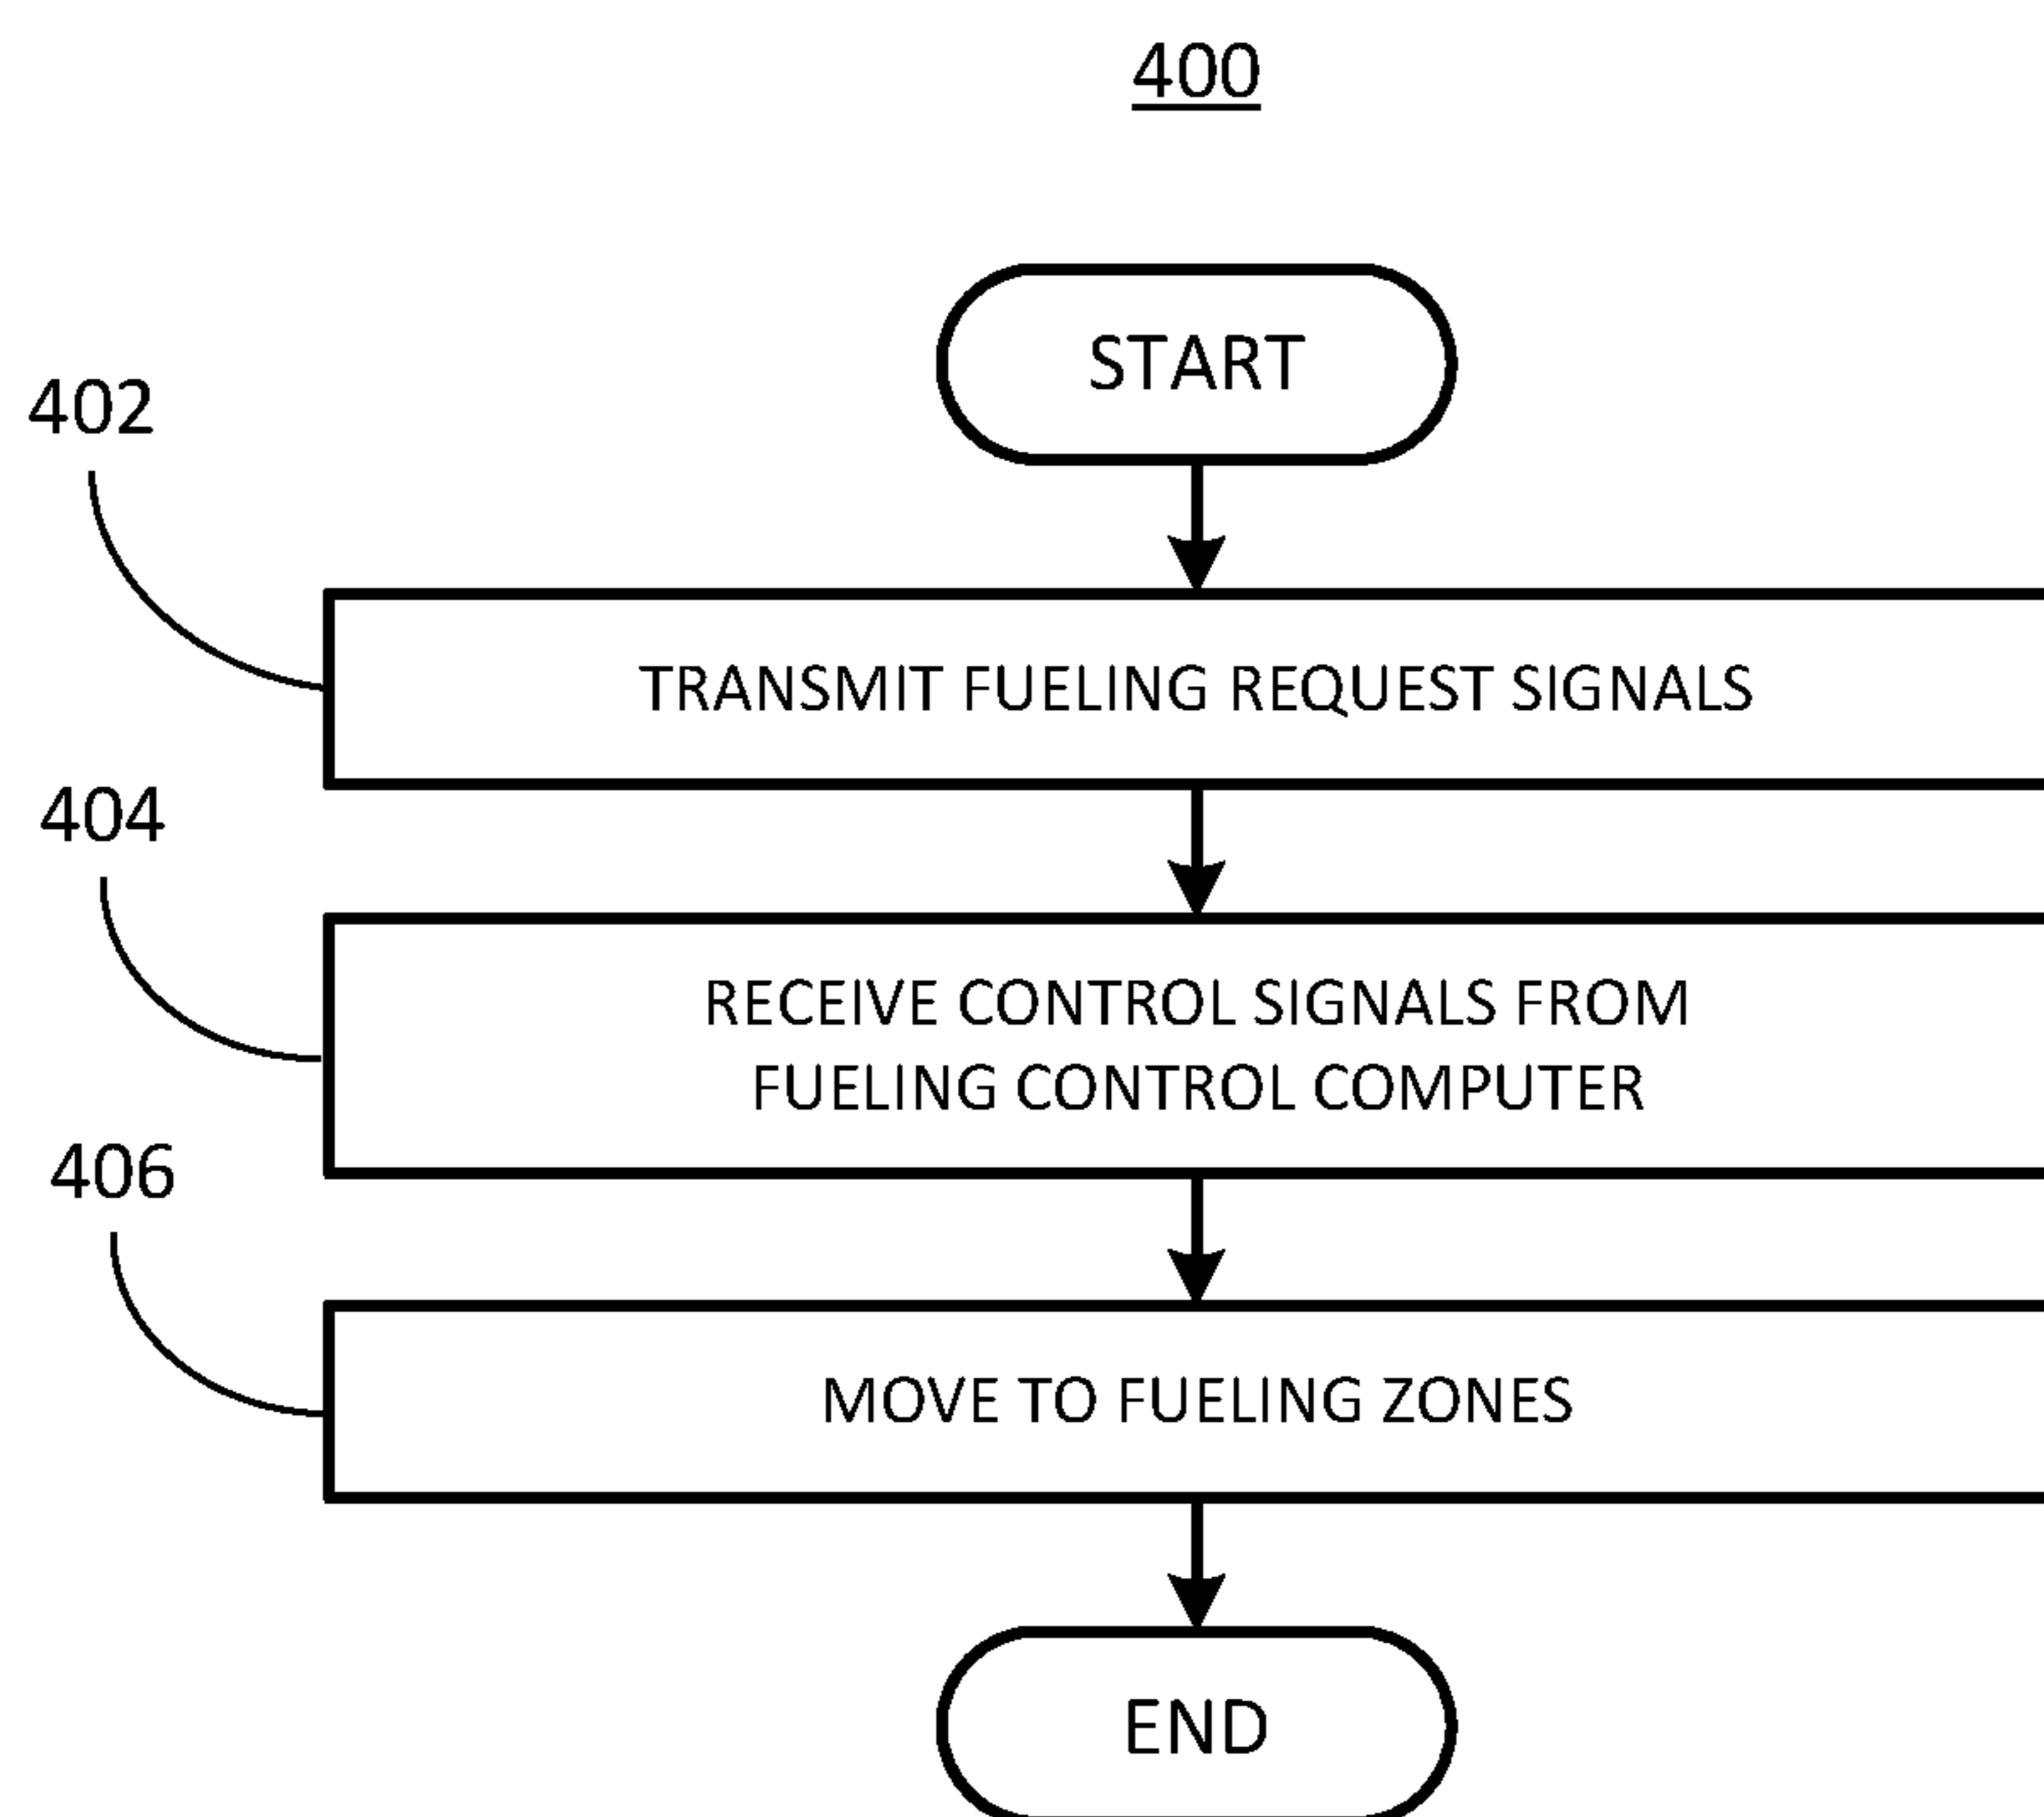 400
START
402
TRANSMIT FUELING REQUEST SIGNALS
404
RECEIVE CONTROL SIGNALS FROM
FUELING CONTROL COMPUTER
406
MOVE TO FUELING ZONES
END